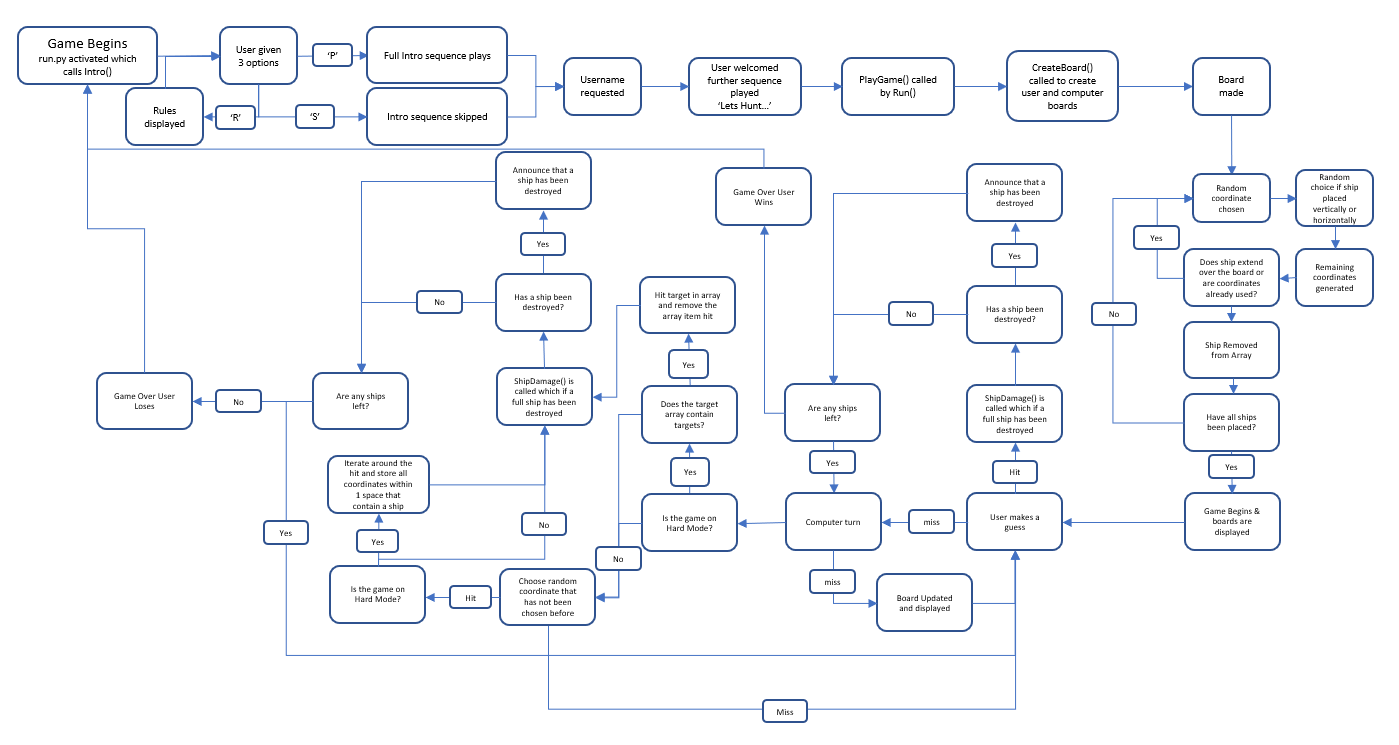 Game Begins
run.py activated which
calls Intro()
User given
3 options
‘P’
Full Intro sequence plays
Rules
displayed
‘R’
‘S’
Intro sequence skipped
Username
requested
User welcomed
further sequence
played
‘Lets Hunt...’
PlayGame() called
by Run()
CreateBoard()
called to create
user and computer
boards
Board
made
Random
coordinate
chosen
Random
choice if ship
placed
vertically or
horizontally
Yes
Does ship extend
over the board or
are coordinates
already used?
Remaining
coordinates
generated
No
Ship Removed
from Array
Have all ships
been placed?
Yes
Game Begins &
boards are
displayed
Announce that a
ship has been
destroyed
Yes
No
Has a ship been
destroyed?
ShipDamage() is
called which if a
full ship has been
destroyed
Hit
User makes a
guess
miss
Game Over User
Wins
Are any ships
left?
Yes
Computer turn
miss
Board Updated
and displayed
Hit target in array
and remove the
array item hit
Yes
Does the target
array contain
targets?
Yes
Is the game on
Hard Mode?
No
Announce that a
ship has been
destroyed
Yes
No
Has a ship been
destroyed?
ShipDamage() is
called which if a
full ship has been
destroyed
Game Over User
Loses
No
Are any ships
left?
Iterate around the
hit and store all
coordinates within
1 space that
contain a ship
Yes
Yes
No
Is the game on
Hard Mode?
Hit
Choose random
coordinate that
has not been
chosen before
Miss